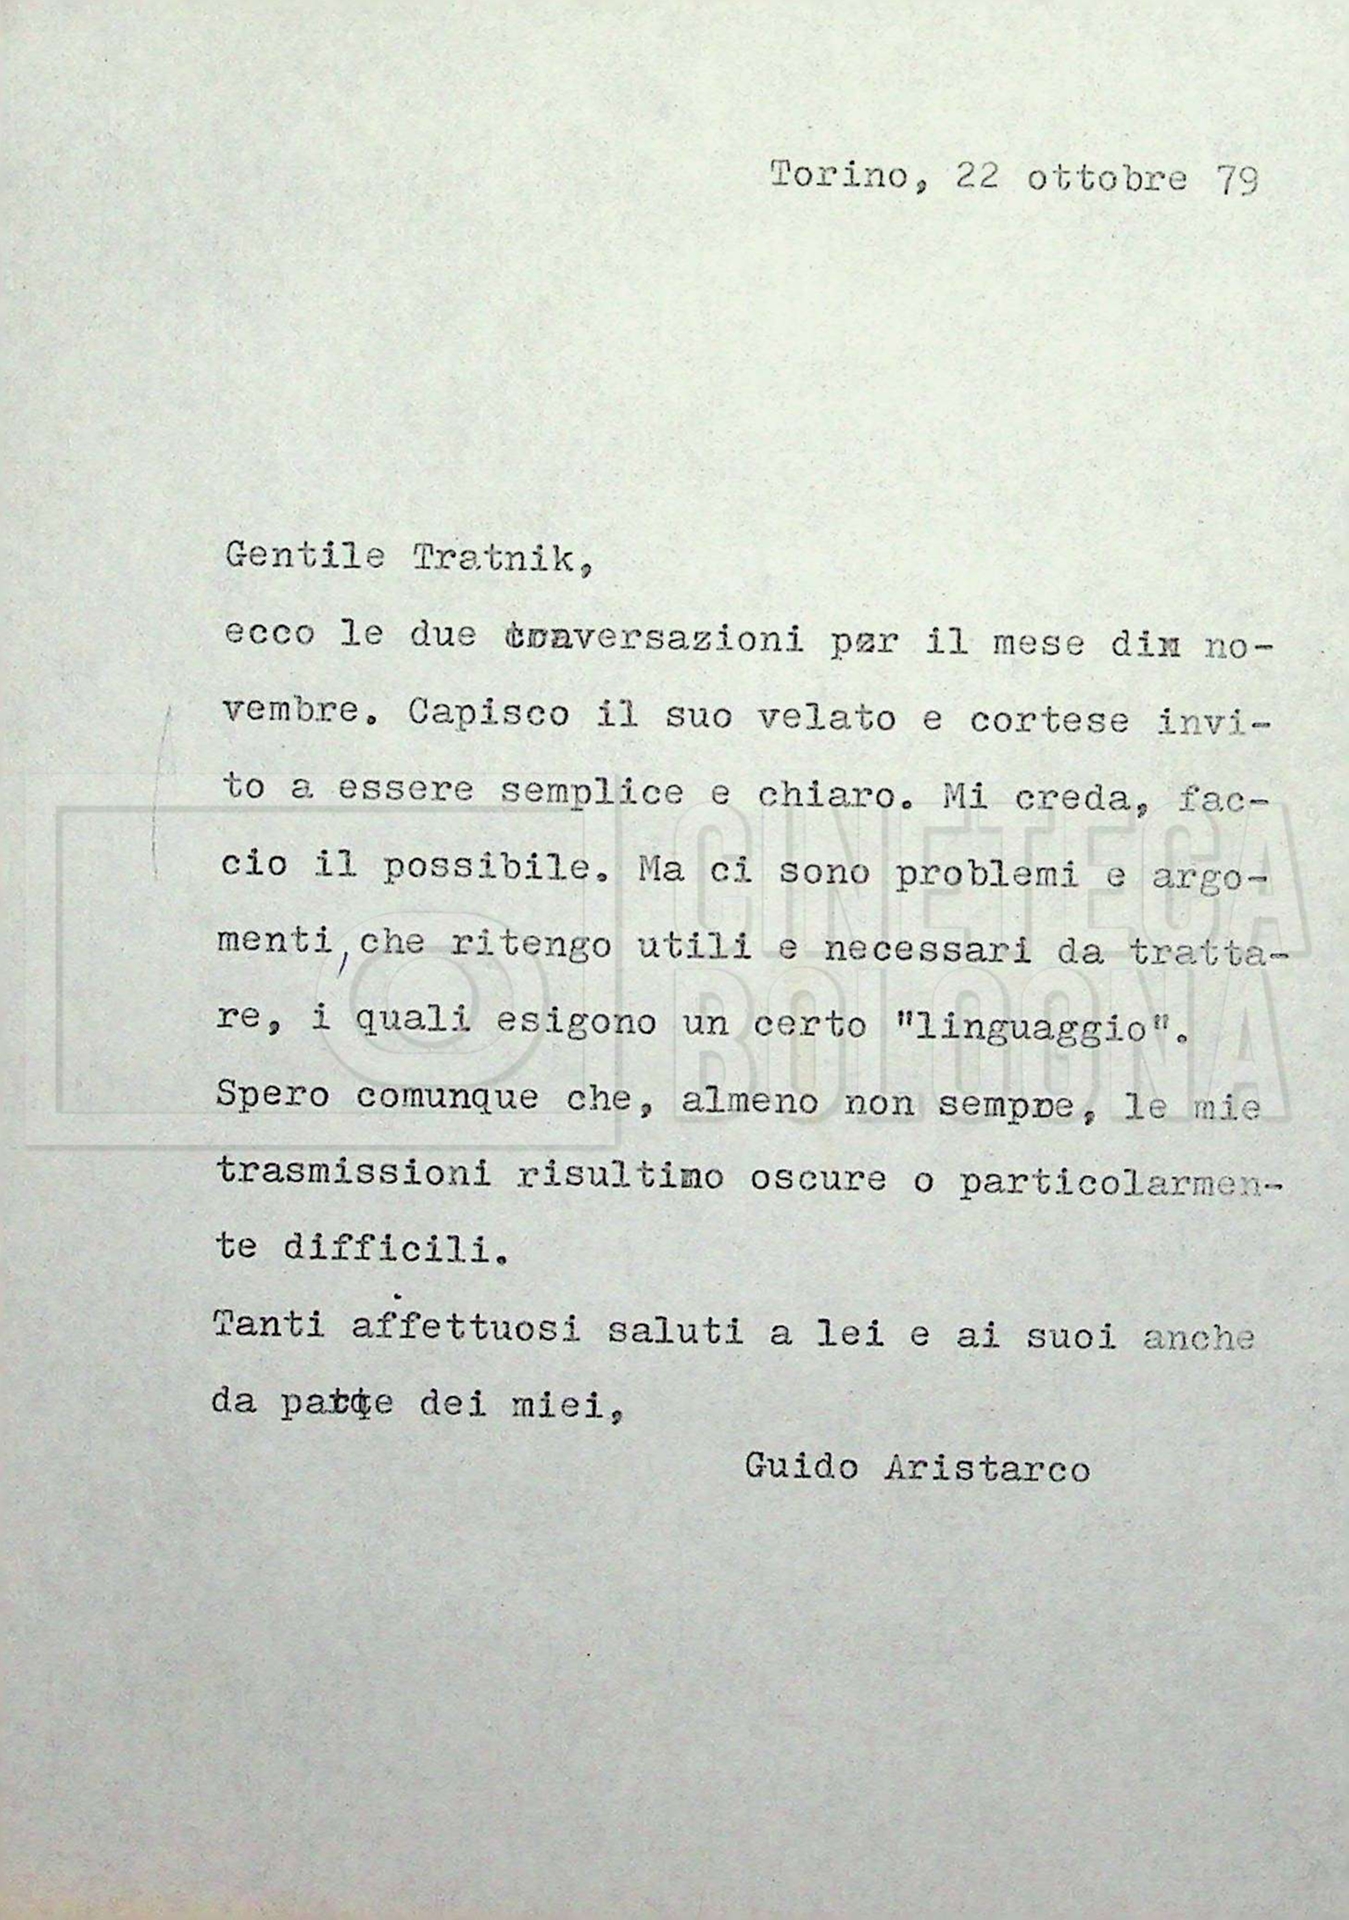 Torino, 22 ottobre 79
Gentile Tratnik,
ecco le due conversazioni per il mese di no-
vembre. Capisco il suo velato e cortese invi-
to a essere semplice e chiaro. Mi creda, fac-
cio il possibile. Ma ci sono problemi e argo-
menti, che ritengo utili e necessari da tratta-
re, i quali esigono un certo "linguaggio".
Spero comunque che, almeno non sempre, le mie
trasmissioni risultino oscure o particolarmen-
te difficili.
Tanti affettuosi saluti a lei e ai suoi anche
da parte dei miei,
Guido Aristarco
CINETECA
BOLOGNA